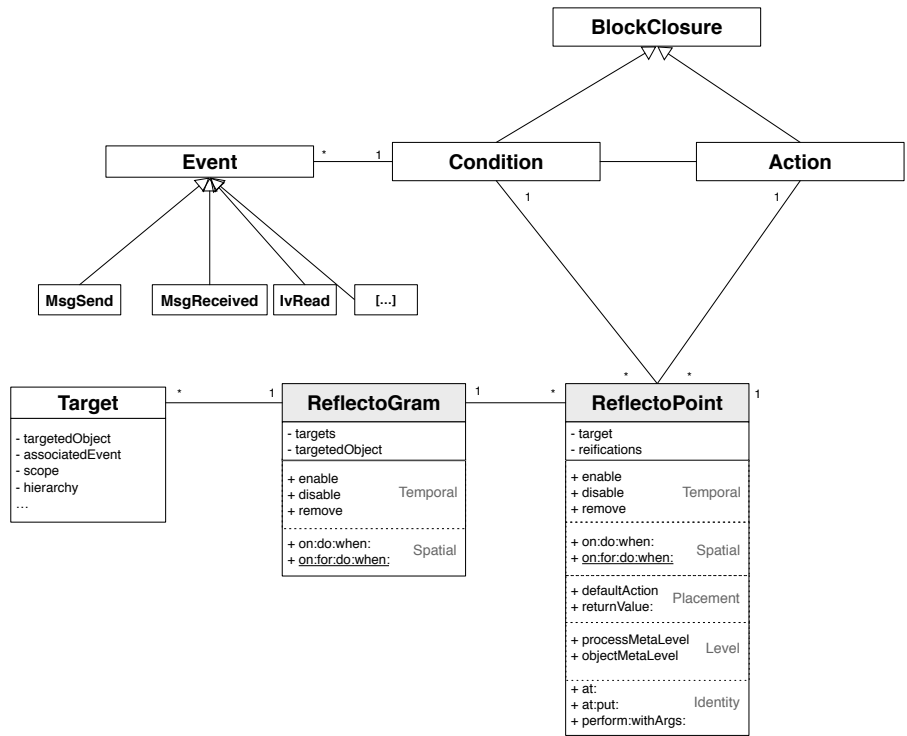 BlockClosure
Event
* 1
Condition
Action
1
1
MsgSend
MsgReceived
IvRead
[...]
* *
Target
- targetedObject
- associatedEvent
- scope
- hierarchy
...
* 1
ReflectoGram
- targets
- targetedObject
+ enable
+ disable
+ remove
Temporal
+ on:do:when:
+ on:for:do:when:
Spatial
1 *
ReflectoPoint
1
- target
- reifications
+ enable
+ disable
+ remove
Temporal
+ on:do:when:
+ on:for:do:when:
Spatial
+ defaultAction
+ returnValue:
Placement
+ processMetaLevel
+ objectMetaLevel
Level
+ at:
+ at:put:
+ perform:withArgs:
Identity